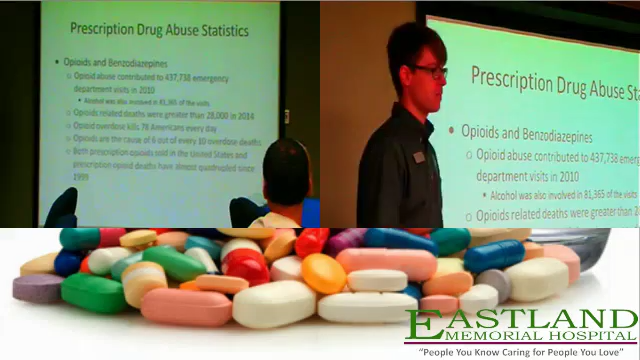 Prescription Drug Abuse Statistics
Opioids and Benzodiazepines
Opioid abuse contributed to 437,738 emergency
department visits in 2010
Alcohol was also involved in 81,365 of the visits
Opioids related deaths were greater than 28,000 in 2014
Opioid overdose kills 78 Americans every day
Opioids are the cause of 6 out of every 10 overdose deaths
Both prescription opioids sold in the United States and
prescription opioid deaths have almost quadrupled since
1999
Prescription Drug Abuse Sta
Opioids and Benzodiazepines
Opioid abuse contributed to 437,738 emerg
department visits in 2010
Alcohol was also involved in 81,365 of the visits
Opioids related deaths were greater than 2
EASTLAND
MEMORIAL HOSPITAL
“People You Know Caring for People You Love”